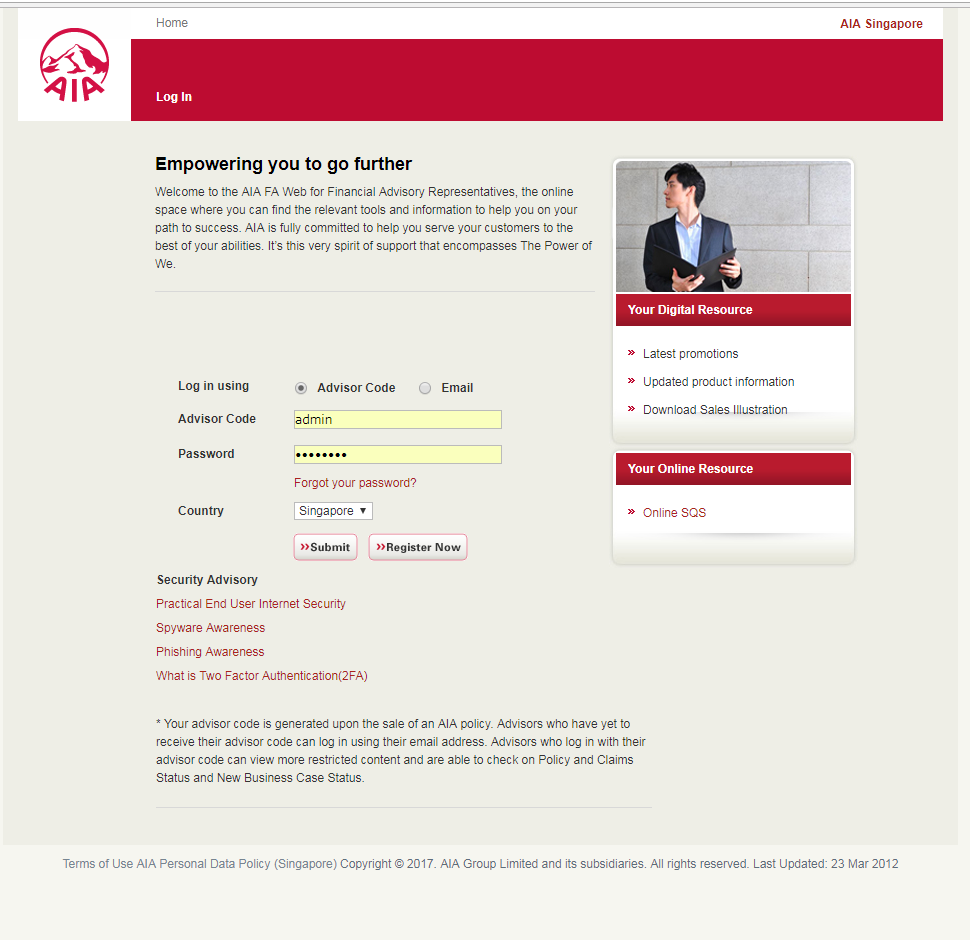 Home
AIA Singapore
AIA
Log In
Empowering you to go further
Welcome to the AIA FA Web for Financial Advisory Representatives, the online
space where you can find the relevant tools and information to help you on your
path to success. AIA is fully committed to help you serve your customers to the
best of your abilities. It's this very spirit of support that encompasses The Power of
We.
Log in using
Advisor Code
Email
Advisor Code
admin
Password
••••••••
Forgot your password?
Country
Singapore ▼
»Submit
»Register Now
Security Advisory
Practical End User Internet Security
Spyware Awareness
Phishing Awareness
What is Two Factor Authentication(2FA)
* Your advisor code is generated upon the sale of an AIA policy. Advisors who have yet to
receive their advisor code can log in using their email address. Advisors who log in with their
advisor code can view more restricted content and are able to check on Policy and Claims
Status and New Business Case Status.
Your Digital Resource
» Latest promotions
» Updated product information
» Download Sales Illustration
Your Online Resource
» Online SQS
Terms of Use AIA Personal Data Policy (Singapore) Copyright © 2017. AIA Group Limited and its subsidiaries. All rights reserved. Last Updated: 23 Mar 2012